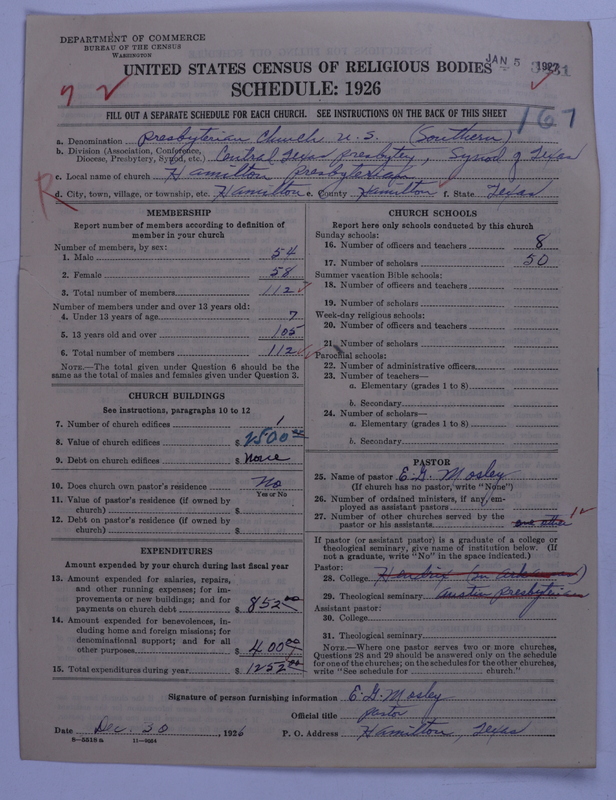 DEPARTMENT OF COMMERCE
BUREAU OF THE CENSUS
WASHINGTON
JAN 5 1927
UNITED STATES CENSUS OF RELIGIOUS BODIES
SCHEDULE: 1926
FILL OUT A SEPARATE SCHEDULE FOR EACH CHURCH. SEE INSTRUCTIONS ON THE BACK OF THIS SHEET
167
a. Denomination Presbyterian Church U.S. (Southern)
b. Division (Association, Conference, Diocese, Presbytery, Synod, etc.) Central Texas Presbytery, Synod of Texas
c. Local name of church Hamilton Presbyterian
R
d. City, town, village, or township, etc. Hamilton e. County Hamilton f. State Texas
MEMBERSHIP
Report number of members according to definition of
member in your church
Number of members, by sex:
1. Male 54
2. Female 58
3. Total number of members 112
Number of members under and over 13 years old:
4. Under 13 years of age 7
5. 13 years old and over 105
6. Total number of members 112
NOTE.—The total given under Question 6 should be
same as the total of males and females given under Question 3.
CHURCH BUILDINGS
See instructions, paragraphs 10 to 12
7. Number of church edifices 1
8. Value of church edifices $ 2500.00
9. Debt on church edifices $ None
10. Does church own pastor's residence No
Yes or No
11. Value of pastor's residence (if owned by
church) $
12. Debt on pastor's residence (if owned by
church) $
EXPENDITURES
Amount expended by your church during last fiscal year
13. Amount expended for salaries, repairs,
and other running expenses; for im-
provements or new buildings; and for
payments on church debt $ 852.00
14. Amount expended for benevolences, in-
cluding home and foreign missions; for
denominational support; and for all
other purposes $ 400.00
15. Total expenditures during year $ 1252.00
CHURCH SCHOOLS
Report here only schools conducted by this church
Sunday schools:
16. Number of officers and teachers 8
17. Number of scholars 50
Summer vacation Bible schools:
18. Number of officers and teachers
19. Number of scholars
Week-day religious schools:
20. Number of officers and teachers
21. Number of scholars
Parochial schools:
22. Number of administrative officers
23. Number of teachers—
a. Elementary (grades 1 to 8)
b. Secondary
24. Number of scholars—
a. Elementary (grades 1 to 8)
b. Secondary
PASTOR
25. Name of pastor E. G. Mosley
(If church has no pastor, write "None")
26. Number of ordained ministers, if any, em-
ployed as assistant pastors
27. Number of other churches served by the
pastor or his assistants one other 1
If pastor (or assistant pastor) is a graduate of a college or
theological seminary, give name of institution below. (If
not a graduate, write "No" in the space indicated.)
Pastor:
28. College Hendrix (in Arkansas)
29. Theological seminary Austin Presbyterian
Assistant pastor:
30. College
31. Theological seminary
NOTE.—Where one pastor serves two or more churches,
Questions 28 and 29 should be answered only on the schedule
for one of the churches; on the schedules for the other churches,
write "See schedule for church."
Signature of person furnishing information E. G. Mosley
Official title Pastor
Date Dec. 30, 1926 P. O. Address Hamilton, Texas
8—5518 a 11—9024